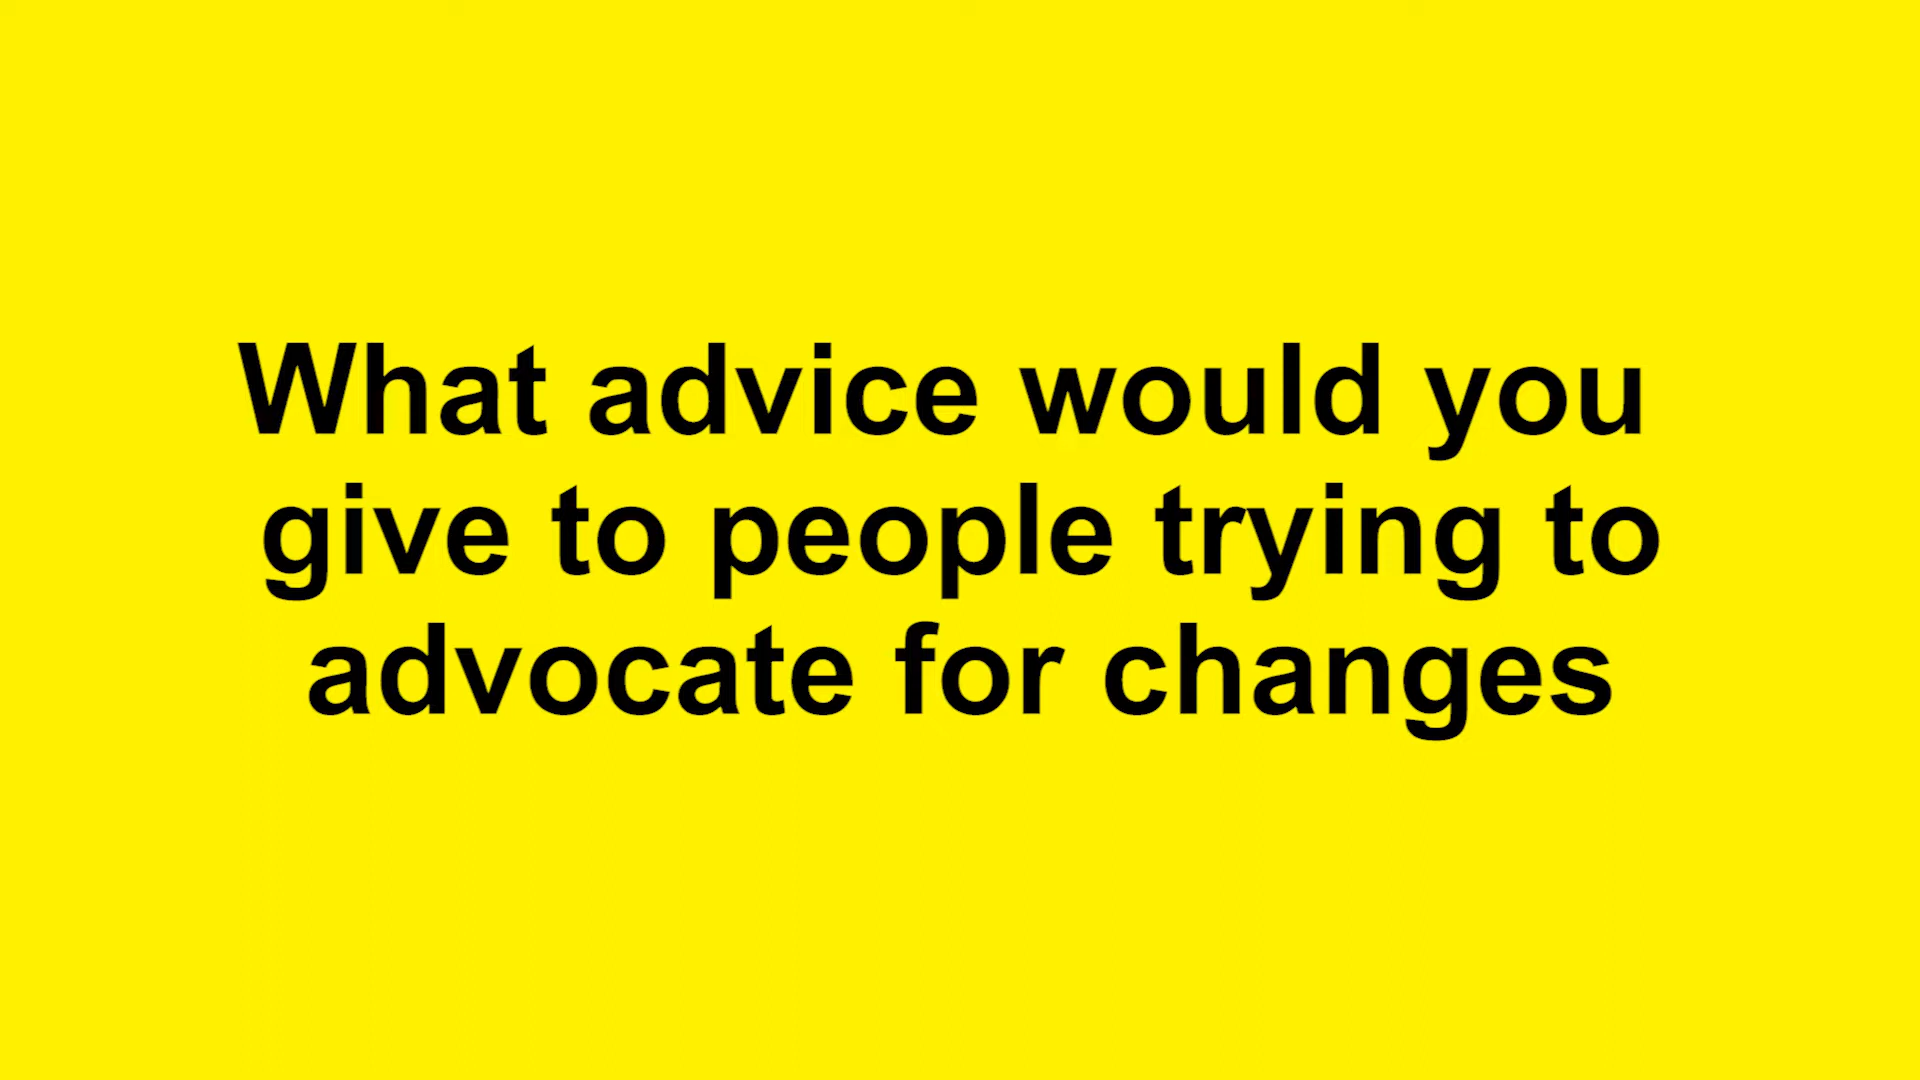 What advice would you
give to people trying to
advocate for changes